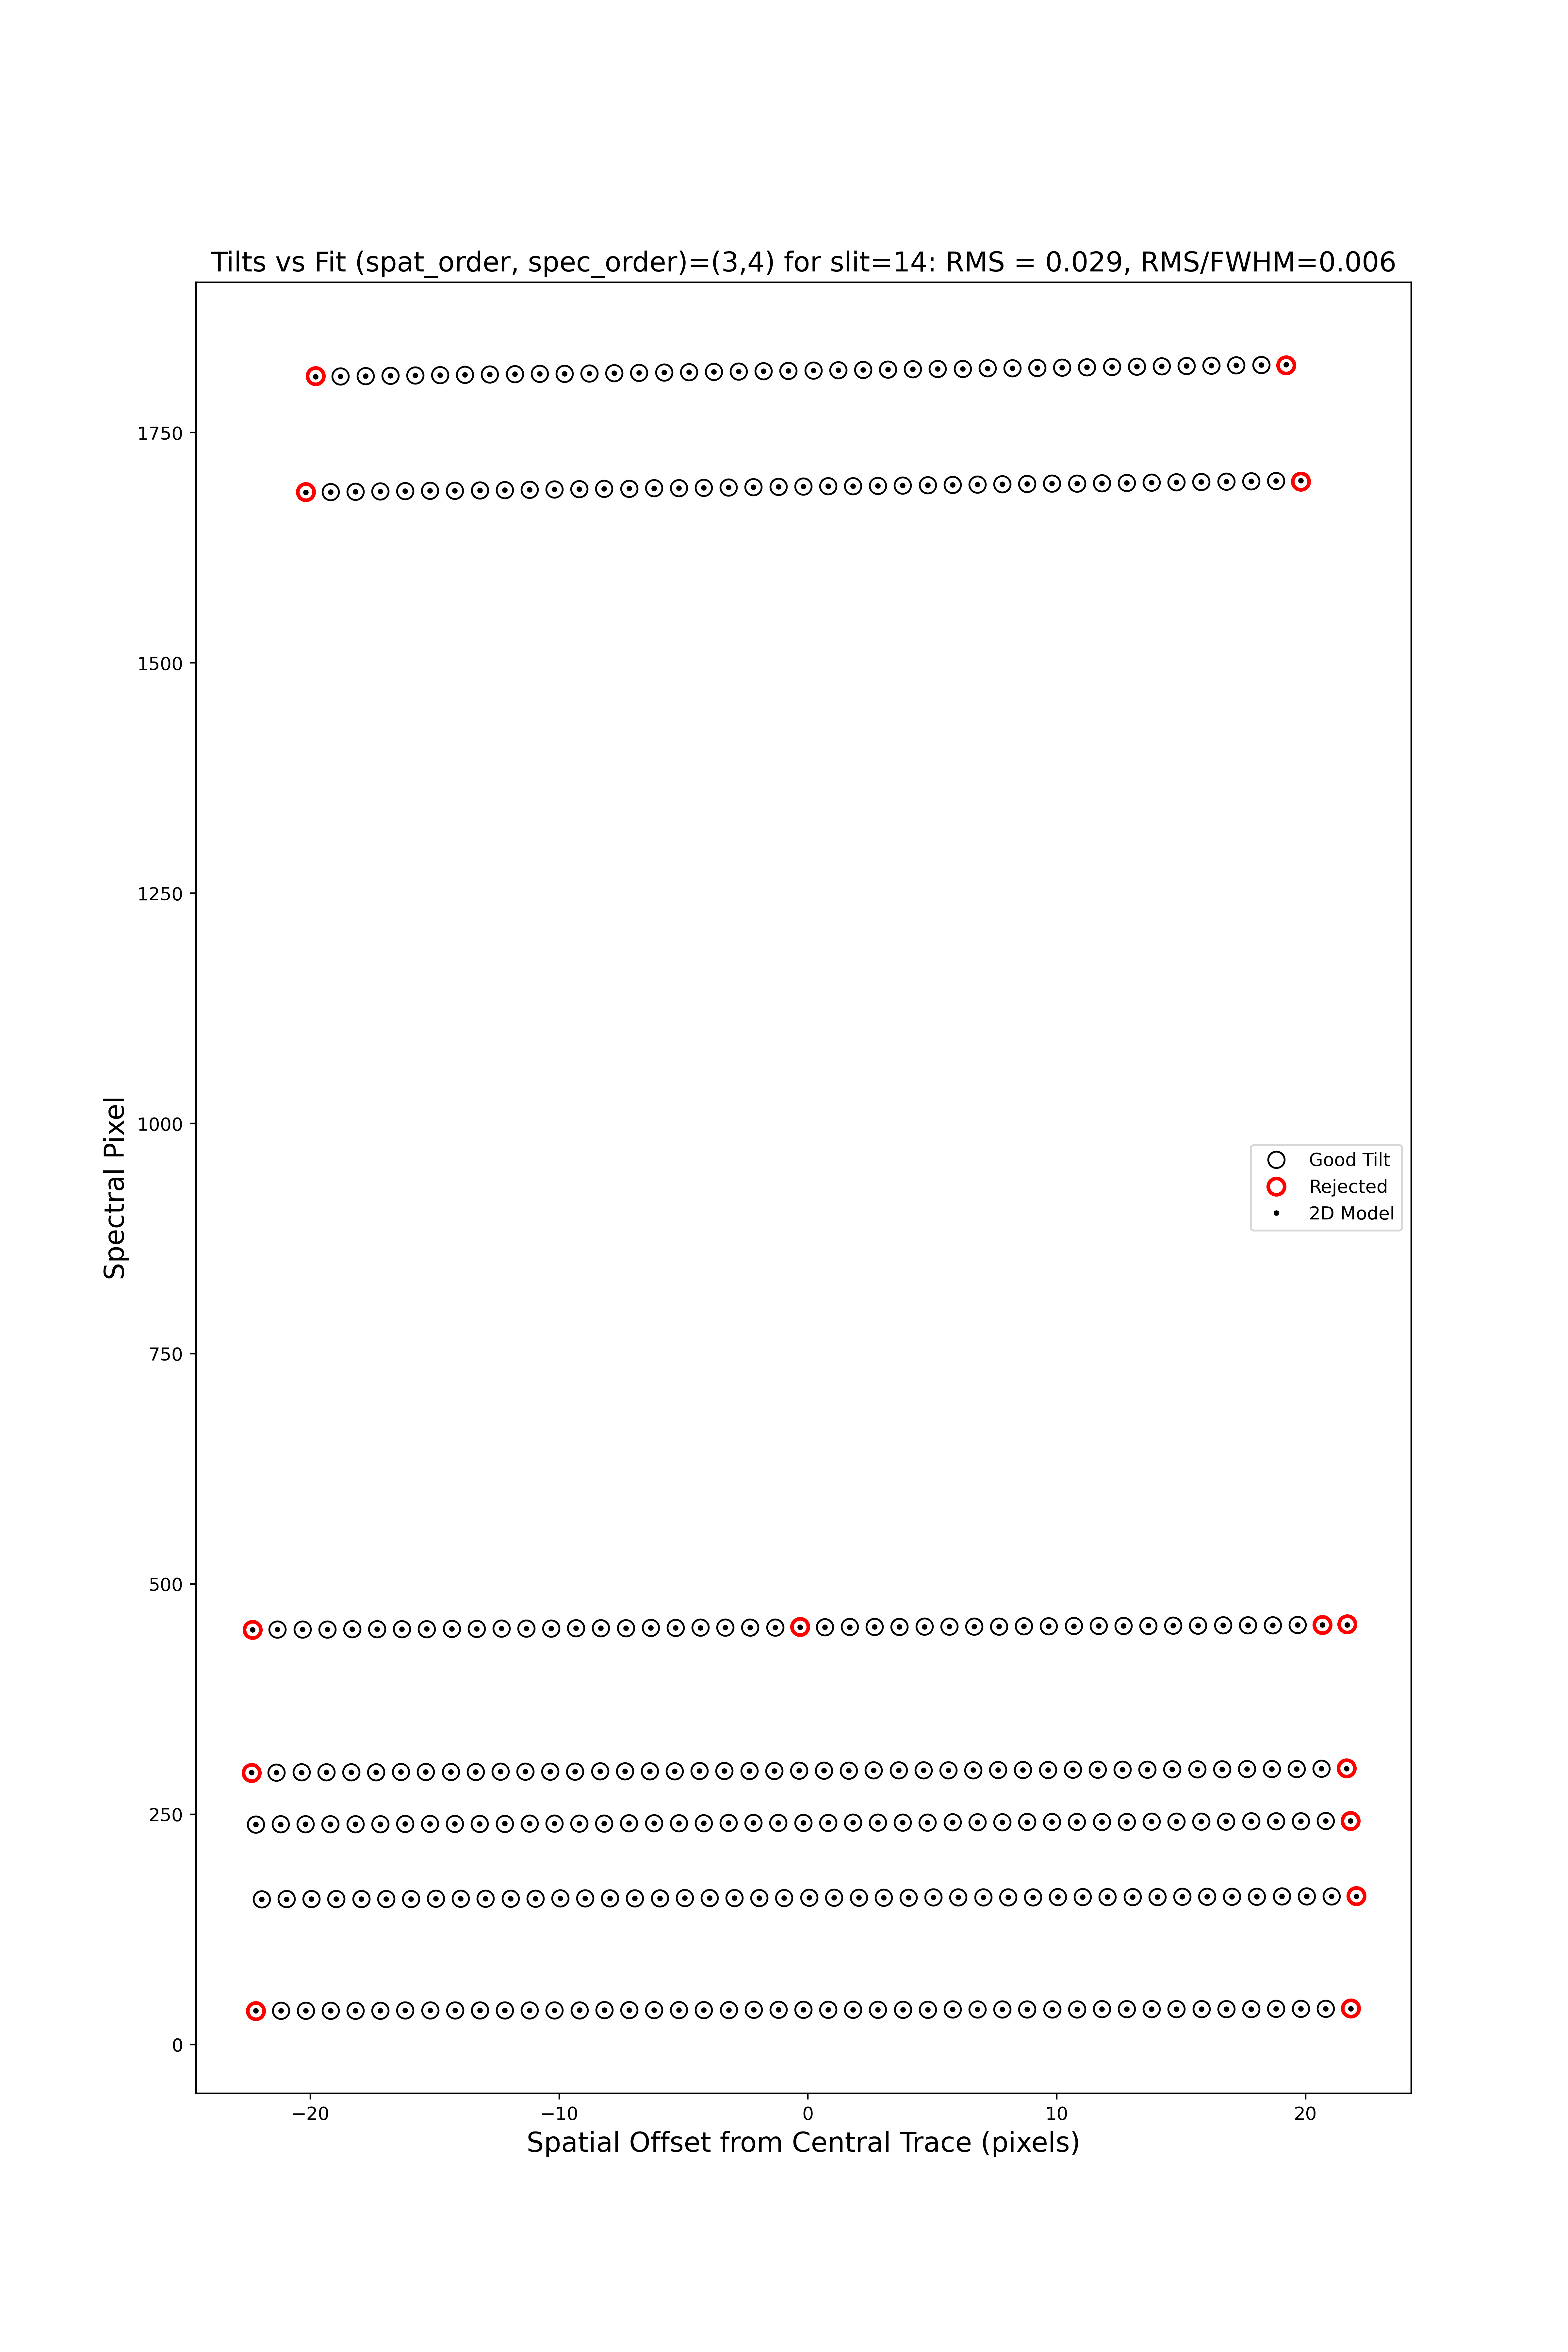 Tilts vs Fit (spat_order, spec_order)=(3,4) for slit=14: RMS = 0.029, RMS/FWHM=0.006
1750
1500
1250
1000
750
500
250
0
Spectral Pixel
Good Tilt
Rejected
2D Model
−20
−10
0
10
20
Spatial Offset from Central Trace (pixels)